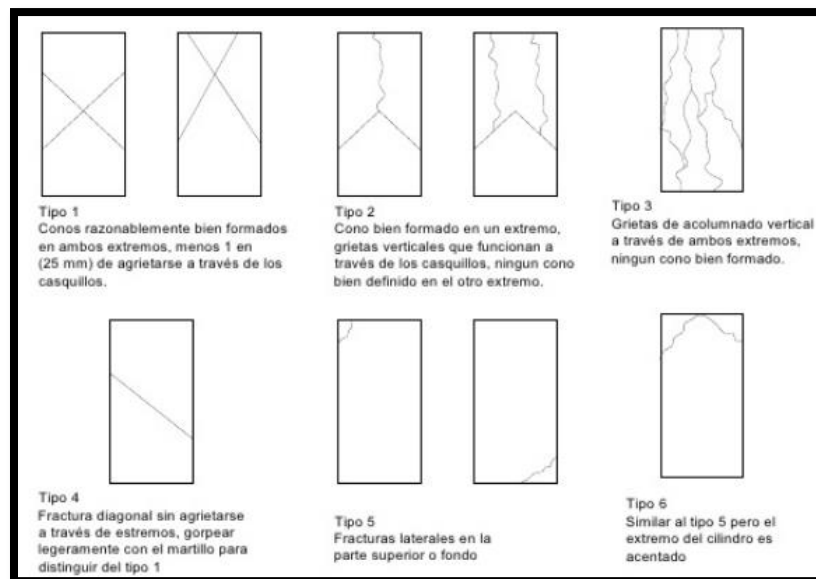 Tipo 1
Conos razonablemente bien formados
en ambos extremos, menos 1 en
(25 mm) de agrietarse a través de los
casquillos.
Tipo 2
Cono bien formado en un extremo,
grietas verticales que funcionan a
través de los casquillos, ningun cono
bien definido en el otro extremo.
Tipo 3
Grietas de acolumnado vertical
a través de ambos extremos,
ningun cono bien formado.
Tipo 4
Fractura diagonal sin agrietarse
a través de estremos, gorpear
legeramente con el martillo para
distinguir del tipo 1
Tipo 5
Fracturas laterales en la
parte superior o fondo
Tipo 6
Similar al tipo 5 pero el
extremo del cilindro es
acentado